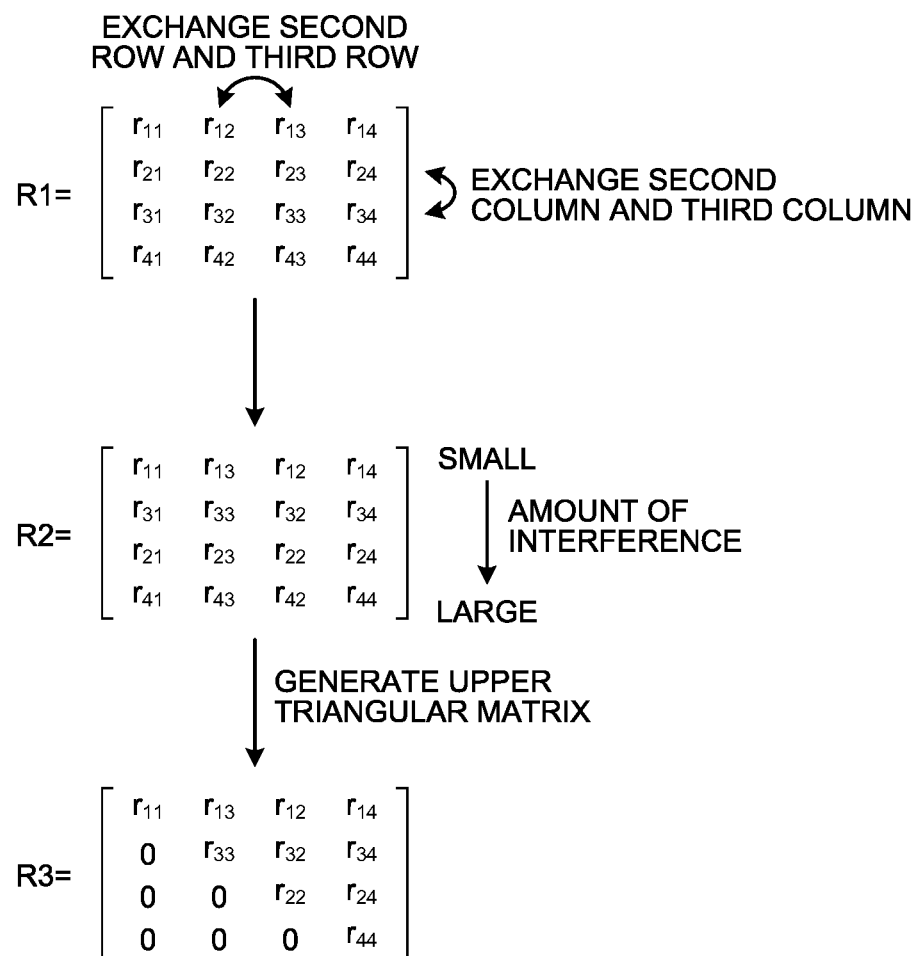 EXCHANGE SECOND
ROW AND THIRD ROW
r11 r12 r13 r14
r21 r22 r23 r24
R1=
EXCHANGE SECOND
COLUMN AND THIRD COLUMN
r31 r32 r33 r34
r41 r42 r43 r44
r11 r13 r12 r14
SMALL
r31 r33 r32 r34
R2=
AMOUNT OF
INTERFERENCE
r21 r23 r22 r24
r41 r43 r42 r44
LARGE
GENERATE UPPER
TRIANGULAR MATRIX
r11 r13 r12 r14
0 r33 r32 r34
R3=
0 0 r22 r24
0 0 0 r44